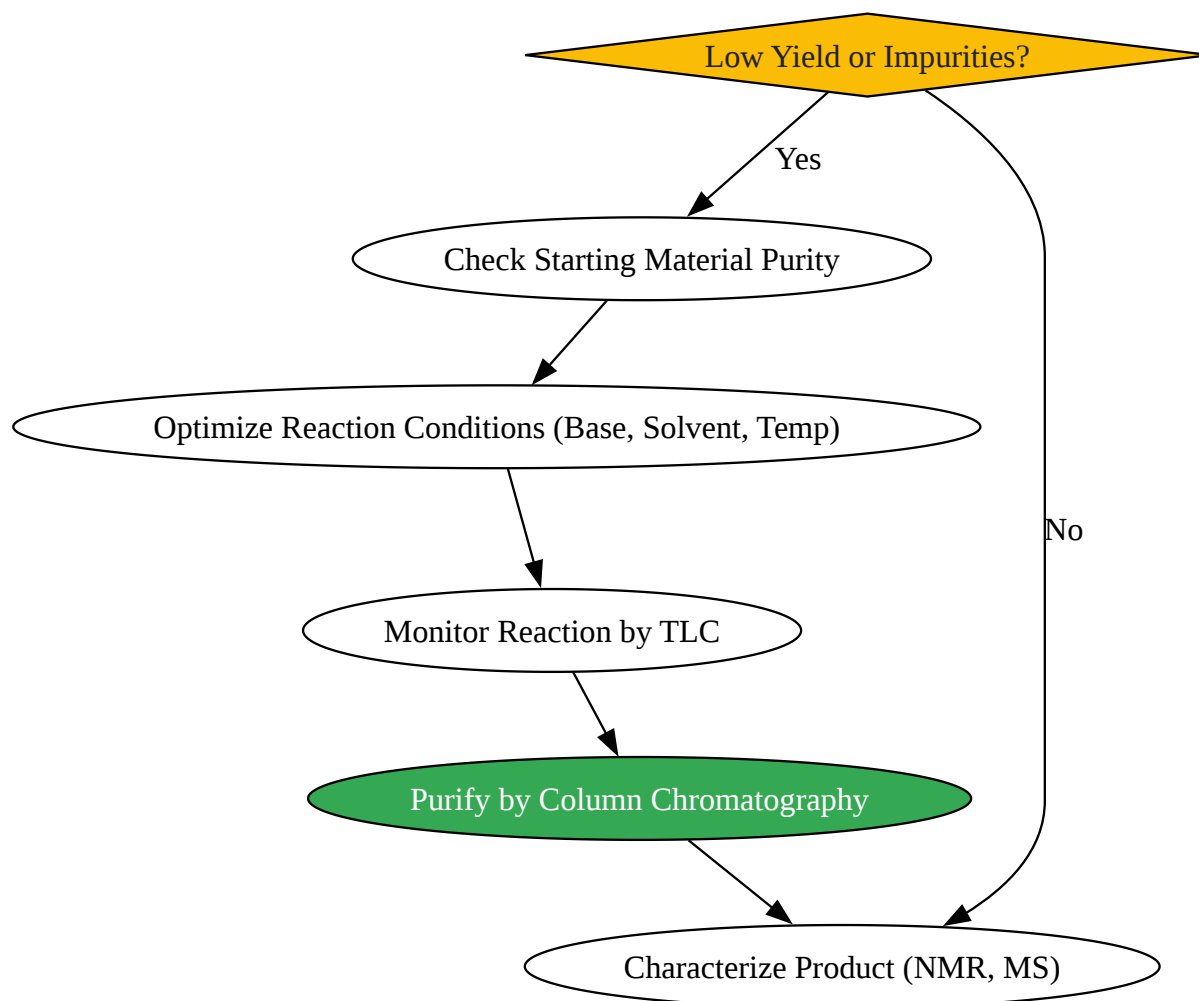 Low Yield or Impurities?
Yes
Check Starting Material Purity
Optimize Reaction Conditions (Base, Solvent, Temp)
No
Monitor Reaction by TLC
Purify by Column Chromatography
Characterize Product (NMR, MS)